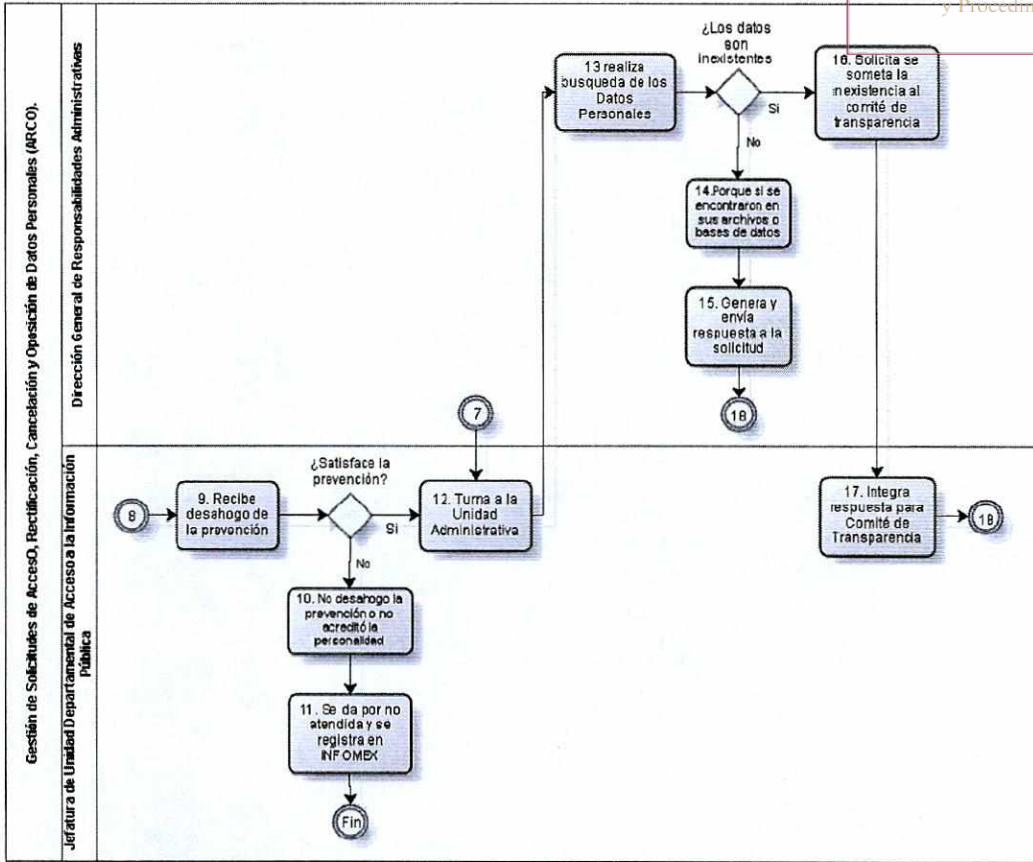 y Procedim
Gestión de Solicitudes de AccesO, Rectificación, Cancelación y Oposición de Datos Personales (ARCO).
Dirección General de Responsabilidades Administrativas
13 realiza
busqueda de los
Datos
Personales
¿Los datos
son
inexistentes
Si
No
16. Solicita se
someta la
inexistencia al
comité de
transparencia
14.Porque si se
encontraron en
sus archivos o
bases de datos
15. Genera y
envía
respuesta a la
solicitud
18
7
Jefatura de Unidad Departamental de Acceso a la Información
Pública
8
9. Recibe
desahogo de
la prevención
¿Satisface la
prevención?
Si
No
12. Turna a la
Unidad
Administrativa
10. No desahogo la
prevención o no
acreditó la
personalidad
11. Se da por no
atendida y se
registra en
INFOMEX
Fin
17. Integra
respuesta para
Comité de
Transparencia
18